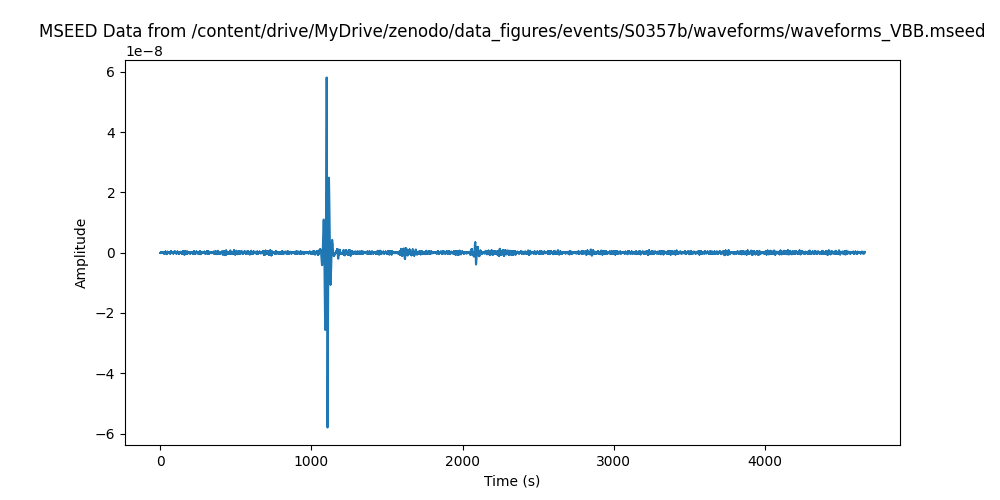 MSEED Data from /content/drive/MyDrive/zenodo/data_figures/events/S0357b/waveforms/waveforms_VBB.mseed
1e−8
6
4
2
0
−2
−4
−6
Amplitude
0 1000 2000 3000 4000
Time (s)